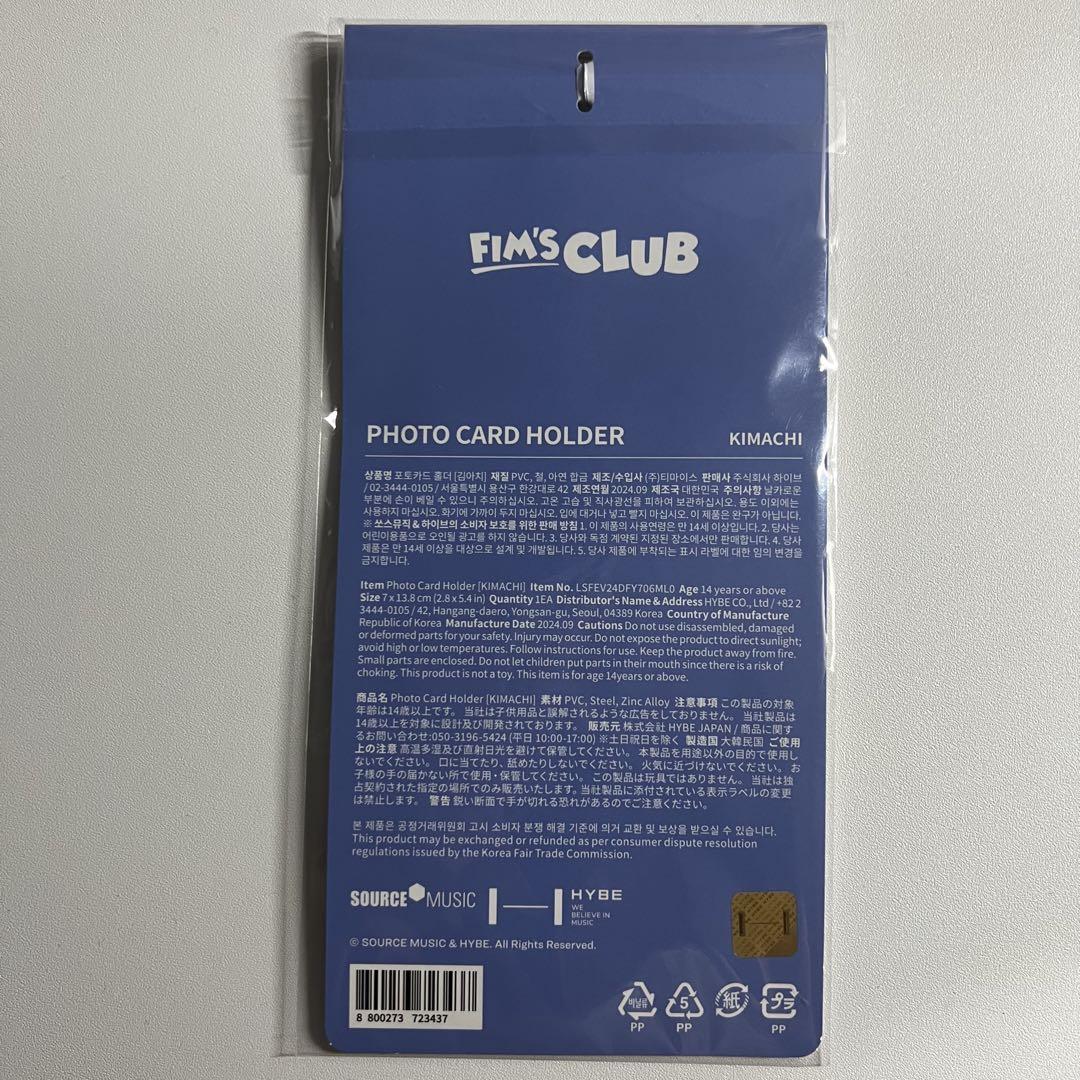 FIM'S CLUB
PHOTO CARD HOLDER
KIMACHI
상품명 포토카드 홀더 [김아치] 재질 PVC, 철, 아연 합금 제조/수입사 (주)티마이스 판매사 주식회사 하이브
/ 02-3444-0105 / 서울특별시 용산구 한강대로 42 제조연월 2024.09 제조국 대한민국 주의사항 날카로운
부분에 손이 베일 수 있으니 주의하십시오. 고온 고습 및 직사광선을 피하여 보관하십시오. 용도 이외에는
사용하지 마십시오. 화기에 가까이 두지 마십시오. 입에 대거나 넣고 빨지 마십시오. 이 제품은 완구가 아닙니다.
※ 쏘스뮤직 & 하이브의 소비자 보호를 위한 판매 방침 1. 이 제품의 사용연령은 만 14세 이상입니다. 2. 당사는
어린이용품으로 오인될 광고를 하지 않습니다. 3. 당사와 독점 계약된 지정된 장소에서만 판매합니다. 4. 당사
제품은 만 14세 이상을 대상으로 설계 및 개발됩니다. 5. 당사 제품에 부착되는 표시 라벨에 대한 임의 변경을
금지합니다.
Item Photo Card Holder [KIMACHI] Item No. LSFEV24DFY706ML0 Age 14 years or above
Size 7 x 13.8 cm (2.8 x 5.4 in) Quantity 1EA Distributor's Name & Address HYBE CO., Ltd / +82 2
3444-0105 / 42, Hangang-daero, Yongsan-gu, Seoul, 04389 Korea Country of Manufacture
Republic of Korea Manufacture Date 2024.09 Cautions Do not use disassembled, damaged
or deformed parts for your safety. Injury may occur. Do not expose the product to direct sunlight;
avoid high or low temperatures. Follow instructions for use. Keep the product away from fire.
Small parts are enclosed. Do not let children put parts in their mouth since there is a risk of
choking. This product is not a toy. This item is for age 14years or above.
商品名 Photo Card Holder [KIMACHI] 素材 PVC, Steel, Zinc Alloy 注意事項 この製品の対象
年齢は14歳以上です。 当社は子供用品と誤解されるような広告をしておりません。 当社製品は
14歳以上を対象に設計及び開発されております。 販売元 株式会社 HYBE JAPAN / 商品に関す
るお問い合わせ:050-3196-5424 (平日 10:00-17:00) ※土日祝日を除く 製造国 大韓民国 ご使用
上の注意 高温多湿及び直射日光を避けて保管してください。 本製品を用途以外の目的で使用し
ないでください。 口に当てたり、舐めたりしないでください。 火気に近づけないでください。 お
子様の手の届かない所で使用・保管してください。 この製品は玩具ではありません。 当社は独
占契約された指定の場所でのみ販売いたします。当社製品に添付されている表示ラベルの変更
は禁止します。 警告 鋭い断面で手が切れる恐れがあるのでご注意ください。
본 제품은 공정거래위원회 고시 소비자 분쟁 해결 기준에 의거 교환 및 보상을 받으실 수 있습니다.
This product may be exchanged or refunded as per consumer dispute resolution
regulations issued by the Korea Fair Trade Commission.
SOURCE MUSIC
HYBE
WE
BELIEVE IN
MUSIC
© SOURCE MUSIC & HYBE. All Rights Reserved.
8 800273 723437
비닐류
PP
5
PP
紙
プラ
PP